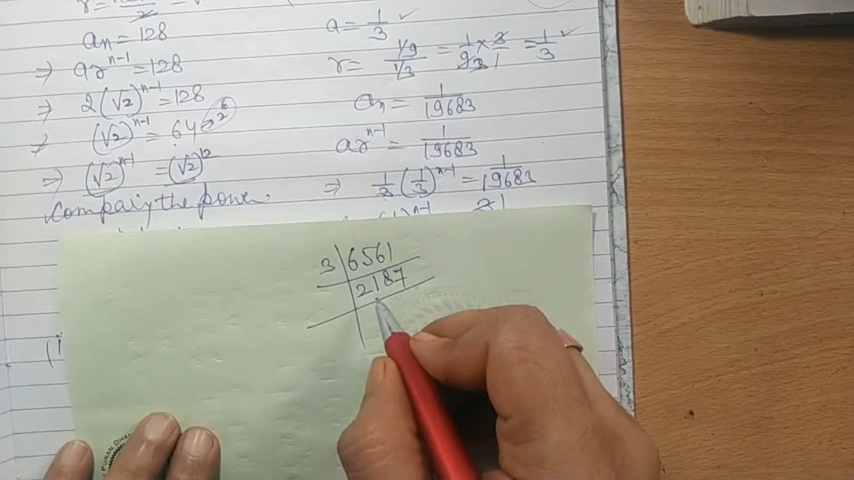 aₙ = 128
⇒ arⁿ⁻¹ = 128
⇒ 2(√2)ⁿ⁻¹ = 128
⇒ (√2)ⁿ⁻¹ = 64 → 2⁶
⇒ (√2)ⁿ⁻¹ = (√2)¹²
Compairy the power.
a = 1/3 ✓
r = (1/9)/(1/3) = 1/9 × 3/1 = 1/3 ✓
aₙ = 1/19683
arⁿ⁻¹ = 1/19683
⇒ 1/3 (1/3)ⁿ⁻¹ = 1/19683
3 | 6561
2187